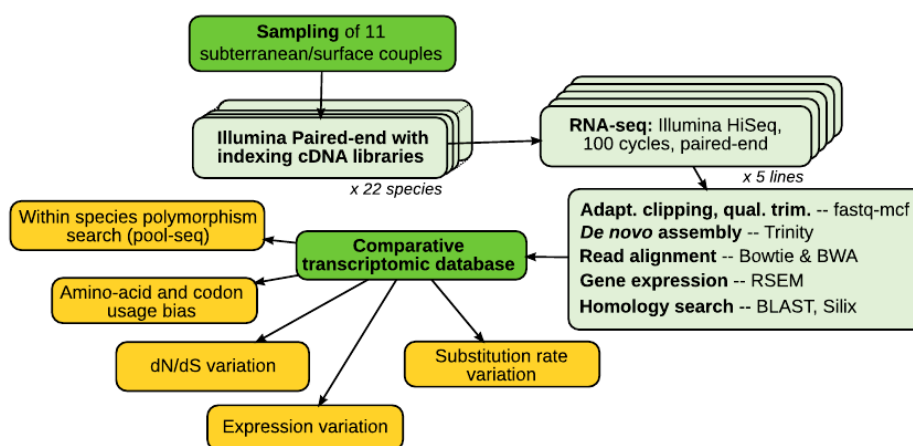 Sampling of 11
subterranean/surface couples
Illumina Paired-end with
indexing cDNA libraries
x 22 species
RNA-seq: Illumina HiSeq,
100 cycles, paired-end
x 5 lines
Adapt. clipping, qual. trim. -- fastq-mcf
De novo assembly -- Trinity
Read alignment -- Bowtie & BWA
Gene expression -- RSEM
Homology search -- BLAST, Silix
Comparative
transcriptomic database
Within species polymorphism
search (pool-seq)
Amino-acid and codon
usage bias
dN/dS variation
Expression variation
Substitution rate
variation